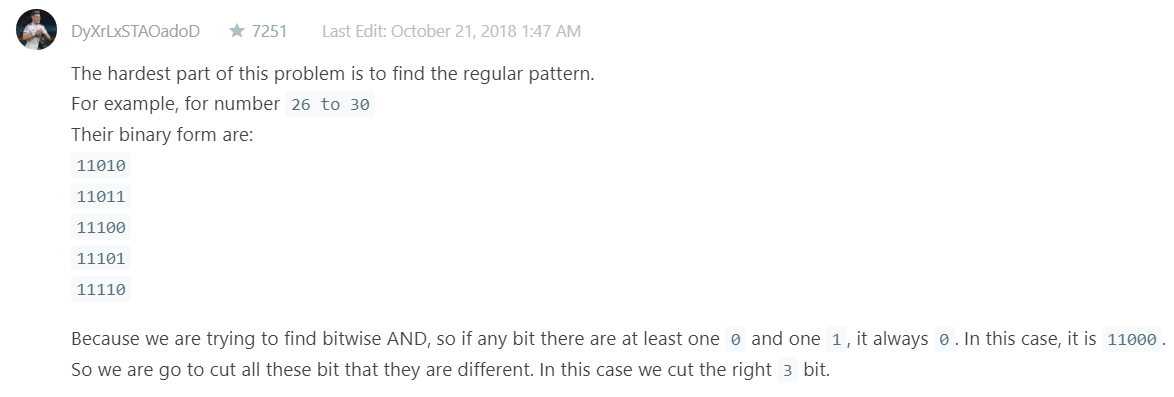 DyXrLxSTAOadoD ★ 7251 Last Edit: October 21, 2018 1:47 AM
The hardest part of this problem is to find the regular pattern.
For example, for number 26 to 30
Their binary form are:
11010
11011
11100
11101
11110
Because we are trying to find bitwise AND, so if any bit there are at least one 0 and one 1, it always 0. In this case, it is 11000.
So we are go to cut all these bit that they are different. In this case we cut the right 3 bit.